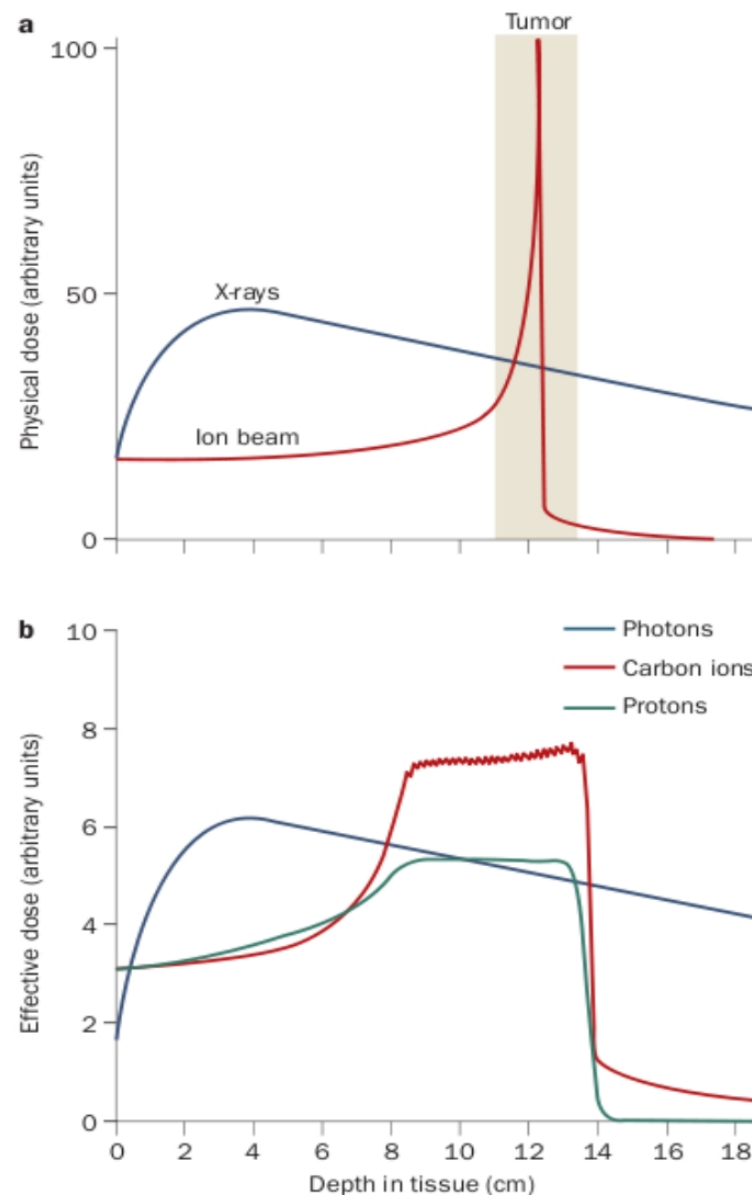 a
Tumor
100
50
0
X-rays
Ion beam
Physical dose (arbitrary units)
b
10
8
6
4
2
0
Photons
Carbon ions
Protons
Effective dose (arbitrary units)
0 2 4 6 8 10 12 14 16 18
Depth in tissue (cm)